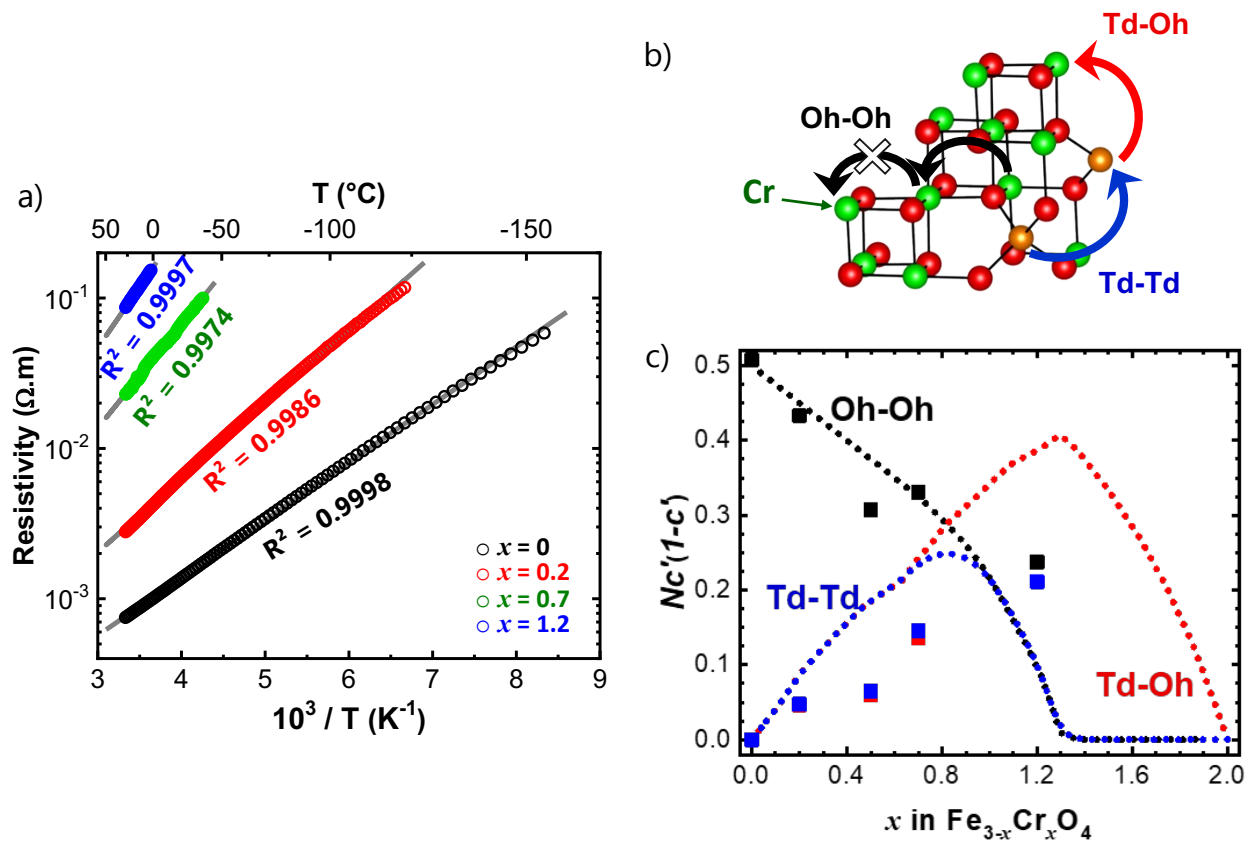 a)
T (°C)
50 0 -50 -100 -150
10⁻¹
10⁻²
10⁻³
Resistivity (Ω.m)
R² = 0.9997
R² = 0.9974
R² = 0.9986
R² = 0.9998
x = 0
x = 0.2
x = 0.7
x = 1.2
3 4 5 6 7 8 9
10³ / T (K⁻¹)
b)
Td-Oh
Oh-Oh
Cr
Td-Td
c)
0.5
0.4
0.3
0.2
0.1
0.0
Nc'(1-c')
Oh-Oh
Td-Td
Td-Oh
0.0 0.4 0.8 1.2 1.6 2.0
x in Fe₃₋ₓCrₓO₄